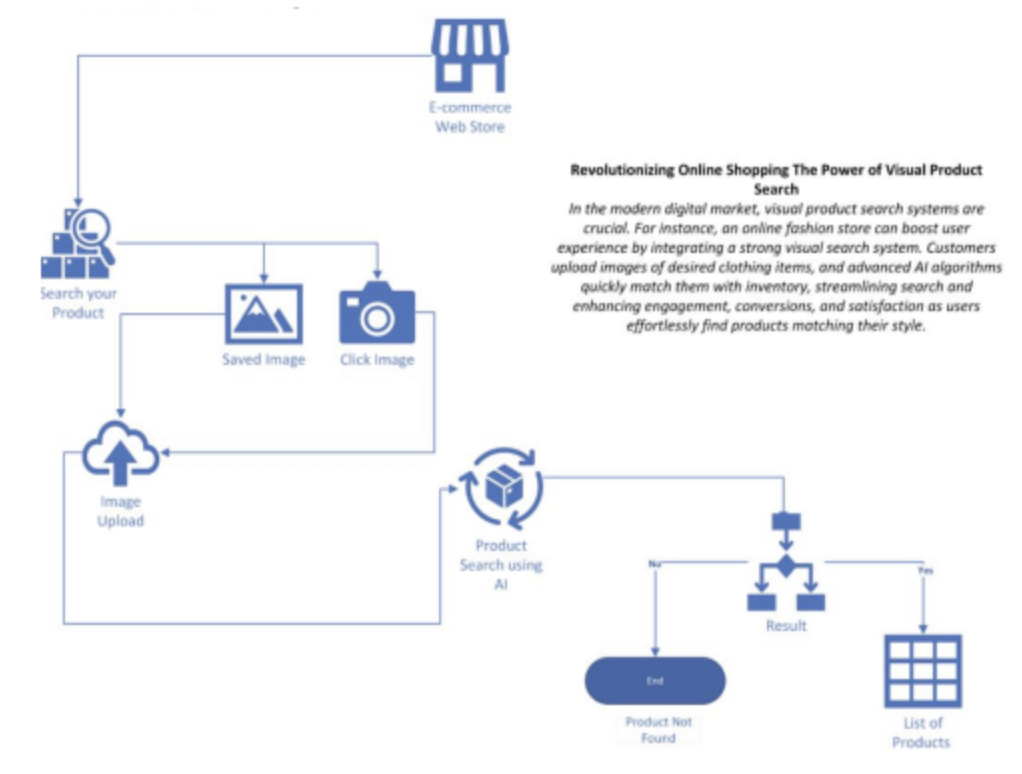 E-commerce
Web Store
Revolutionizing Online Shopping The Power of Visual Product
Search
In the modern digital market, visual product search systems are
crucial. For instance, an online fashion store can boost user
experience by integrating a strong visual search system. Customers
upload images of desired clothing items, and advanced AI algorithms
quickly match them with inventory, streamlining search and
enhancing engagement, conversions, and satisfaction as users
effortlessly find products matching their style.
Search your
Product
Saved Image
Click Image
Image
Upload
Product
Search using
AI
No
Yes
Result
End
Product Not
Found
List of
Products